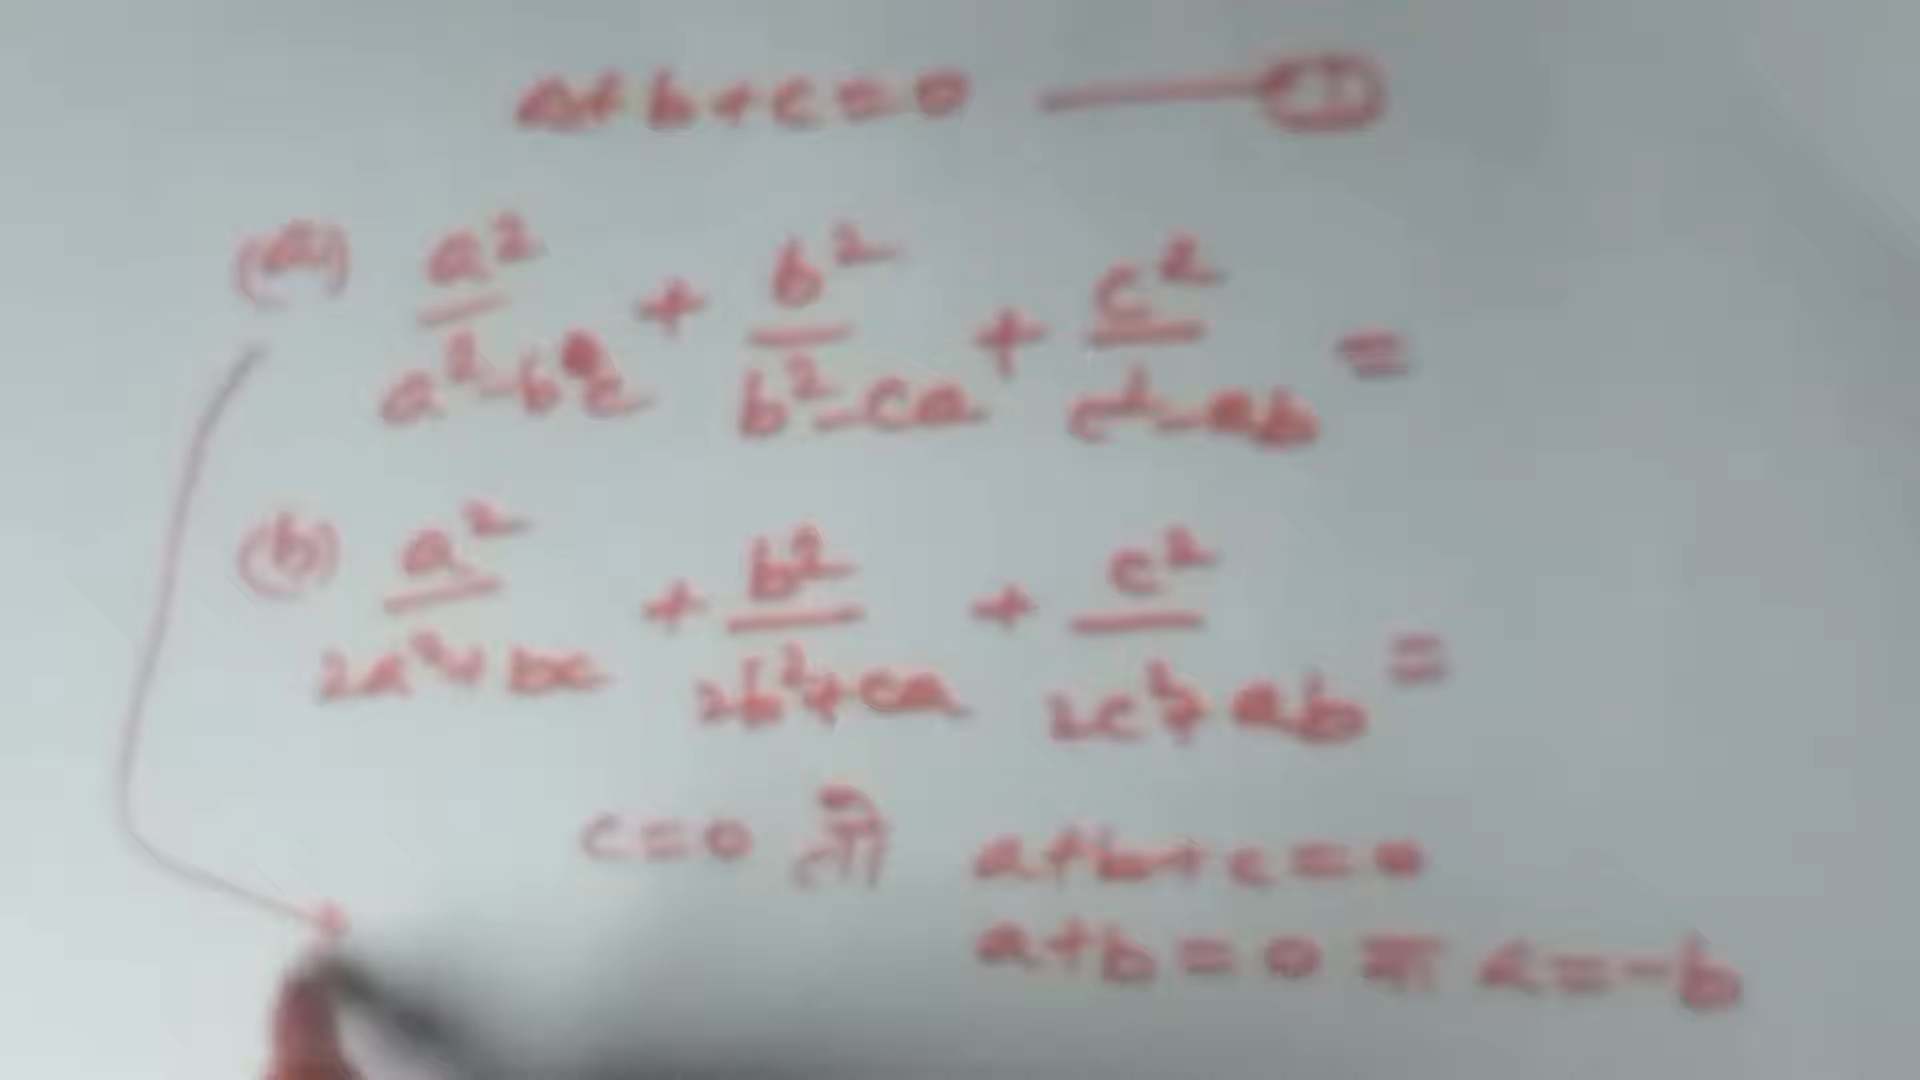 a+b+c=0 —— ①
(a) a²/a²-bc + b²/b²-ca + c²/c²-ab =
(b) a²/2a²+bc + b²/2b²+ca + c²/2c²+ab =
c=0 तो a+b+c=0
a+b=0 या a=-b